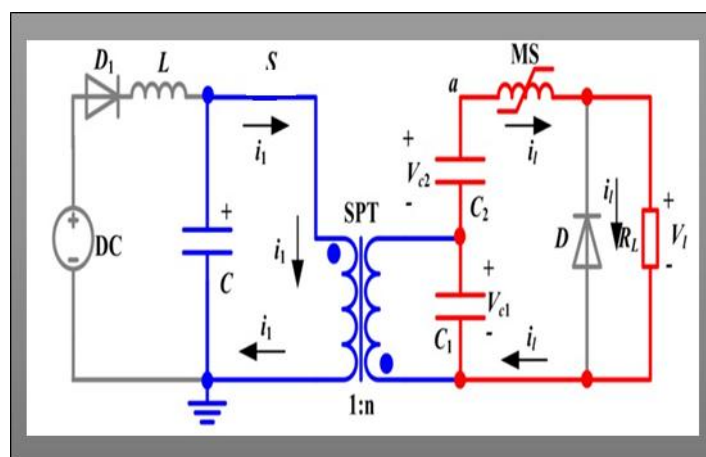 D1 L S MS
a
i1 il
+ Vc2 -
C2
SPT
+ DC -
+
C
i1
+ Vc1 -
C1
D
il
RL
+ Vl -
i1 il
1:n